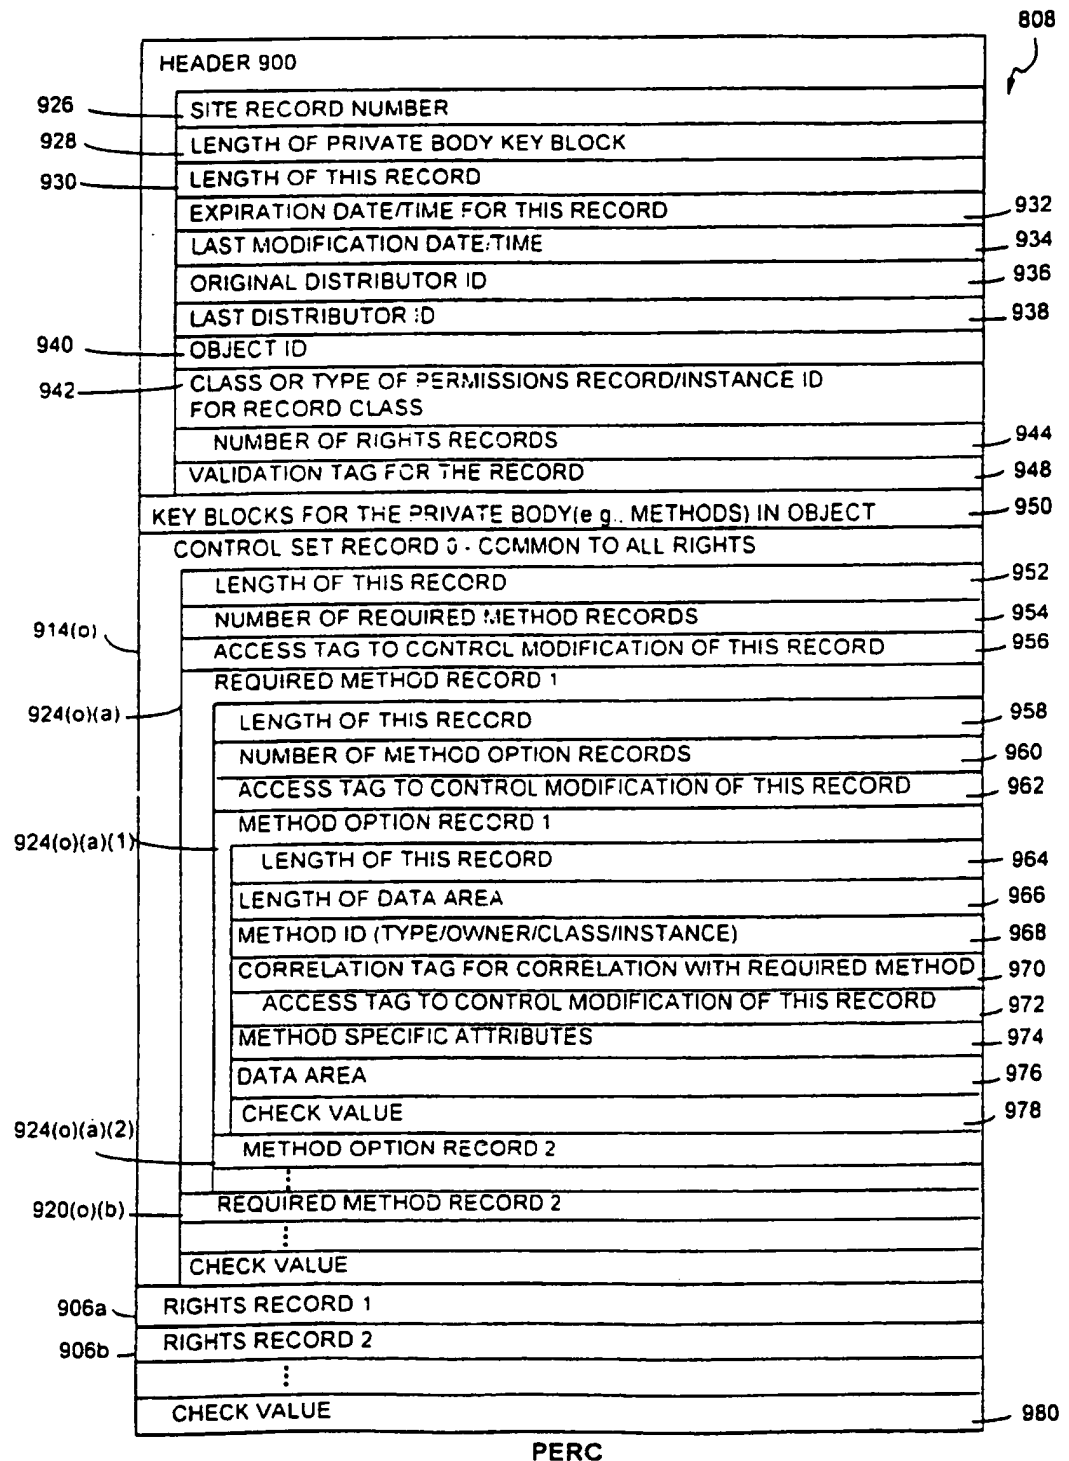 808
HEADER 900
926 SITE RECORD NUMBER
928 LENGTH OF PRIVATE BODY KEY BLOCK
930 LENGTH OF THIS RECORD
EXPIRATION DATE/TIME FOR THIS RECORD 932
LAST MODIFICATION DATE/TIME 934
ORIGINAL DISTRIBUTOR ID 936
LAST DISTRIBUTOR ID 938
940 OBJECT ID
942 CLASS OR TYPE OF PERMISSIONS RECORD/INSTANCE ID
FOR RECORD CLASS
NUMBER OF RIGHTS RECORDS 944
VALIDATION TAG FOR THE RECORD 948
KEY BLOCKS FOR THE PRIVATE BODY(e g., METHODS) IN OBJECT 950
CONTROL SET RECORD 0 - COMMON TO ALL RIGHTS
LENGTH OF THIS RECORD 952
NUMBER OF REQUIRED METHOD RECORDS 954
914(o) ACCESS TAG TO CONTROL MODIFICATION OF THIS RECORD 956
REQUIRED METHOD RECORD 1
924(o)(a) LENGTH OF THIS RECORD 958
NUMBER OF METHOD OPTION RECORDS 960
ACCESS TAG TO CONTROL MODIFICATION OF THIS RECORD 962
METHOD OPTION RECORD 1
924(o)(a)(1) LENGTH OF THIS RECORD 964
LENGTH OF DATA AREA 966
METHOD ID (TYPE/OWNER/CLASS/INSTANCE) 968
CORRELATION TAG FOR CORRELATION WITH REQUIRED METHOD 970
ACCESS TAG TO CONTROL MODIFICATION OF THIS RECORD 972
METHOD SPECIFIC ATTRIBUTES 974
DATA AREA 976
CHECK VALUE 978
924(o)(a)(2) METHOD OPTION RECORD 2
920(o)(b) REQUIRED METHOD RECORD 2
CHECK VALUE
906a RIGHTS RECORD 1
906b RIGHTS RECORD 2
CHECK VALUE 980
PERC